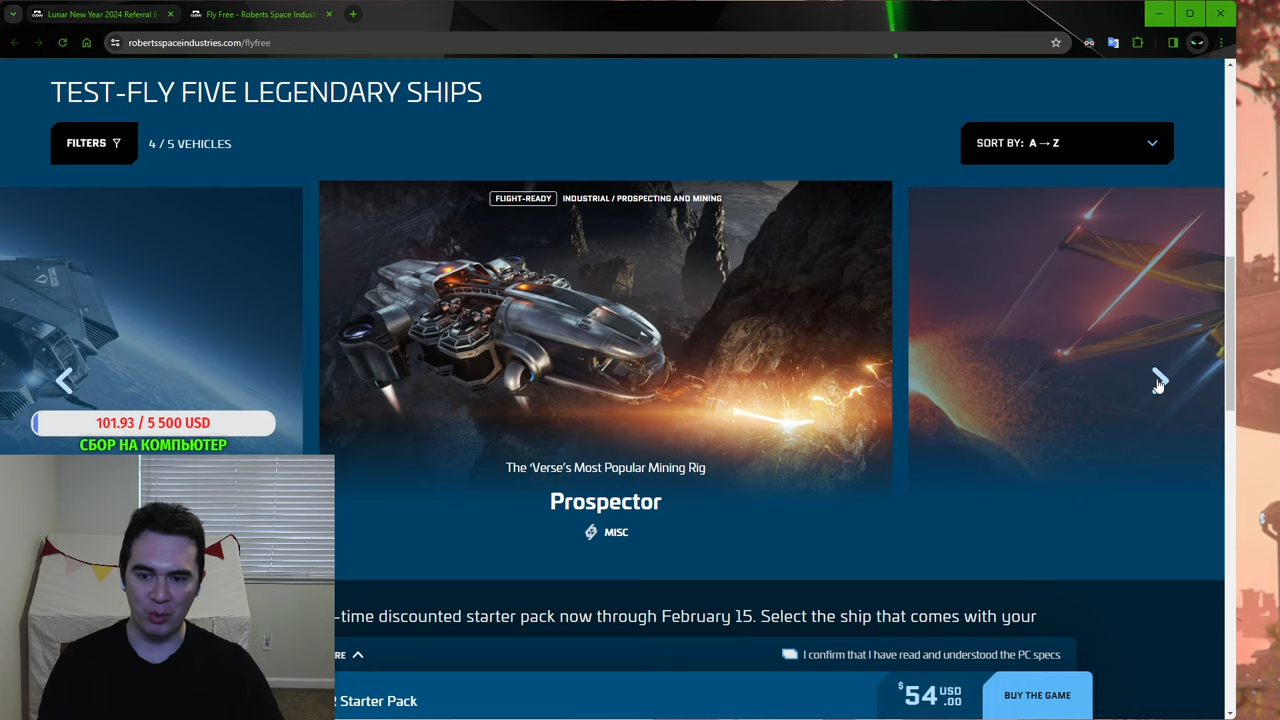 Lunar New Year 2024 Referral B
Fly Free - Roberts Space Indust
robertsspaceindustries.com/flyfree
TEST-FLY FIVE LEGENDARY SHIPS
FILTERS
4 / 5 VEHICLES
SORT BY: A → Z
FLIGHT-READY INDUSTRIAL / PROSPECTING AND MINING
101.93 / 5 500 USD
СБОР НА КОМПЬЮТЕР
The ‘Verse’s Most Popular Mining Rig
Prospector
MISC
-time discounted starter pack now through February 15. Select the ship that comes with your
RE
I confirm that I have read and understood the PC specs
Starter Pack
$54 USD .00
BUY THE GAME